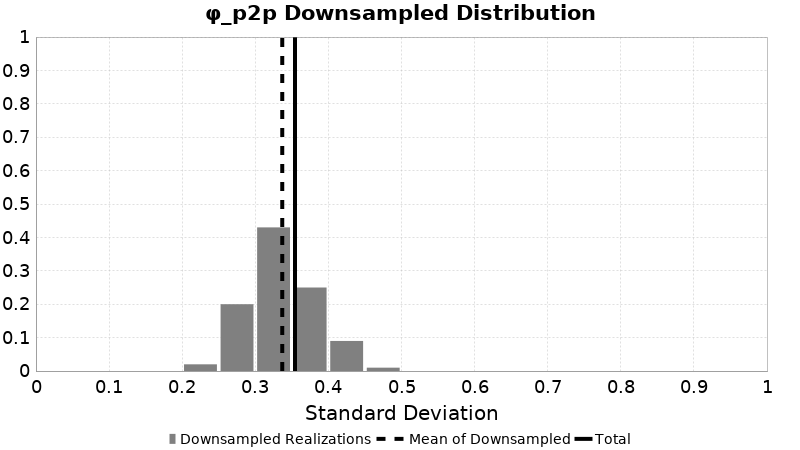 φ_p2p Downsampled Distribution
1
0.9
0.8
0.7
0.6
0.5
0.4
0.3
0.2
0.1
0
0 0.1 0.2 0.3 0.4 0.5 0.6 0.7 0.8 0.9 1
Standard Deviation
Downsampled Realizations Mean of Downsampled Total